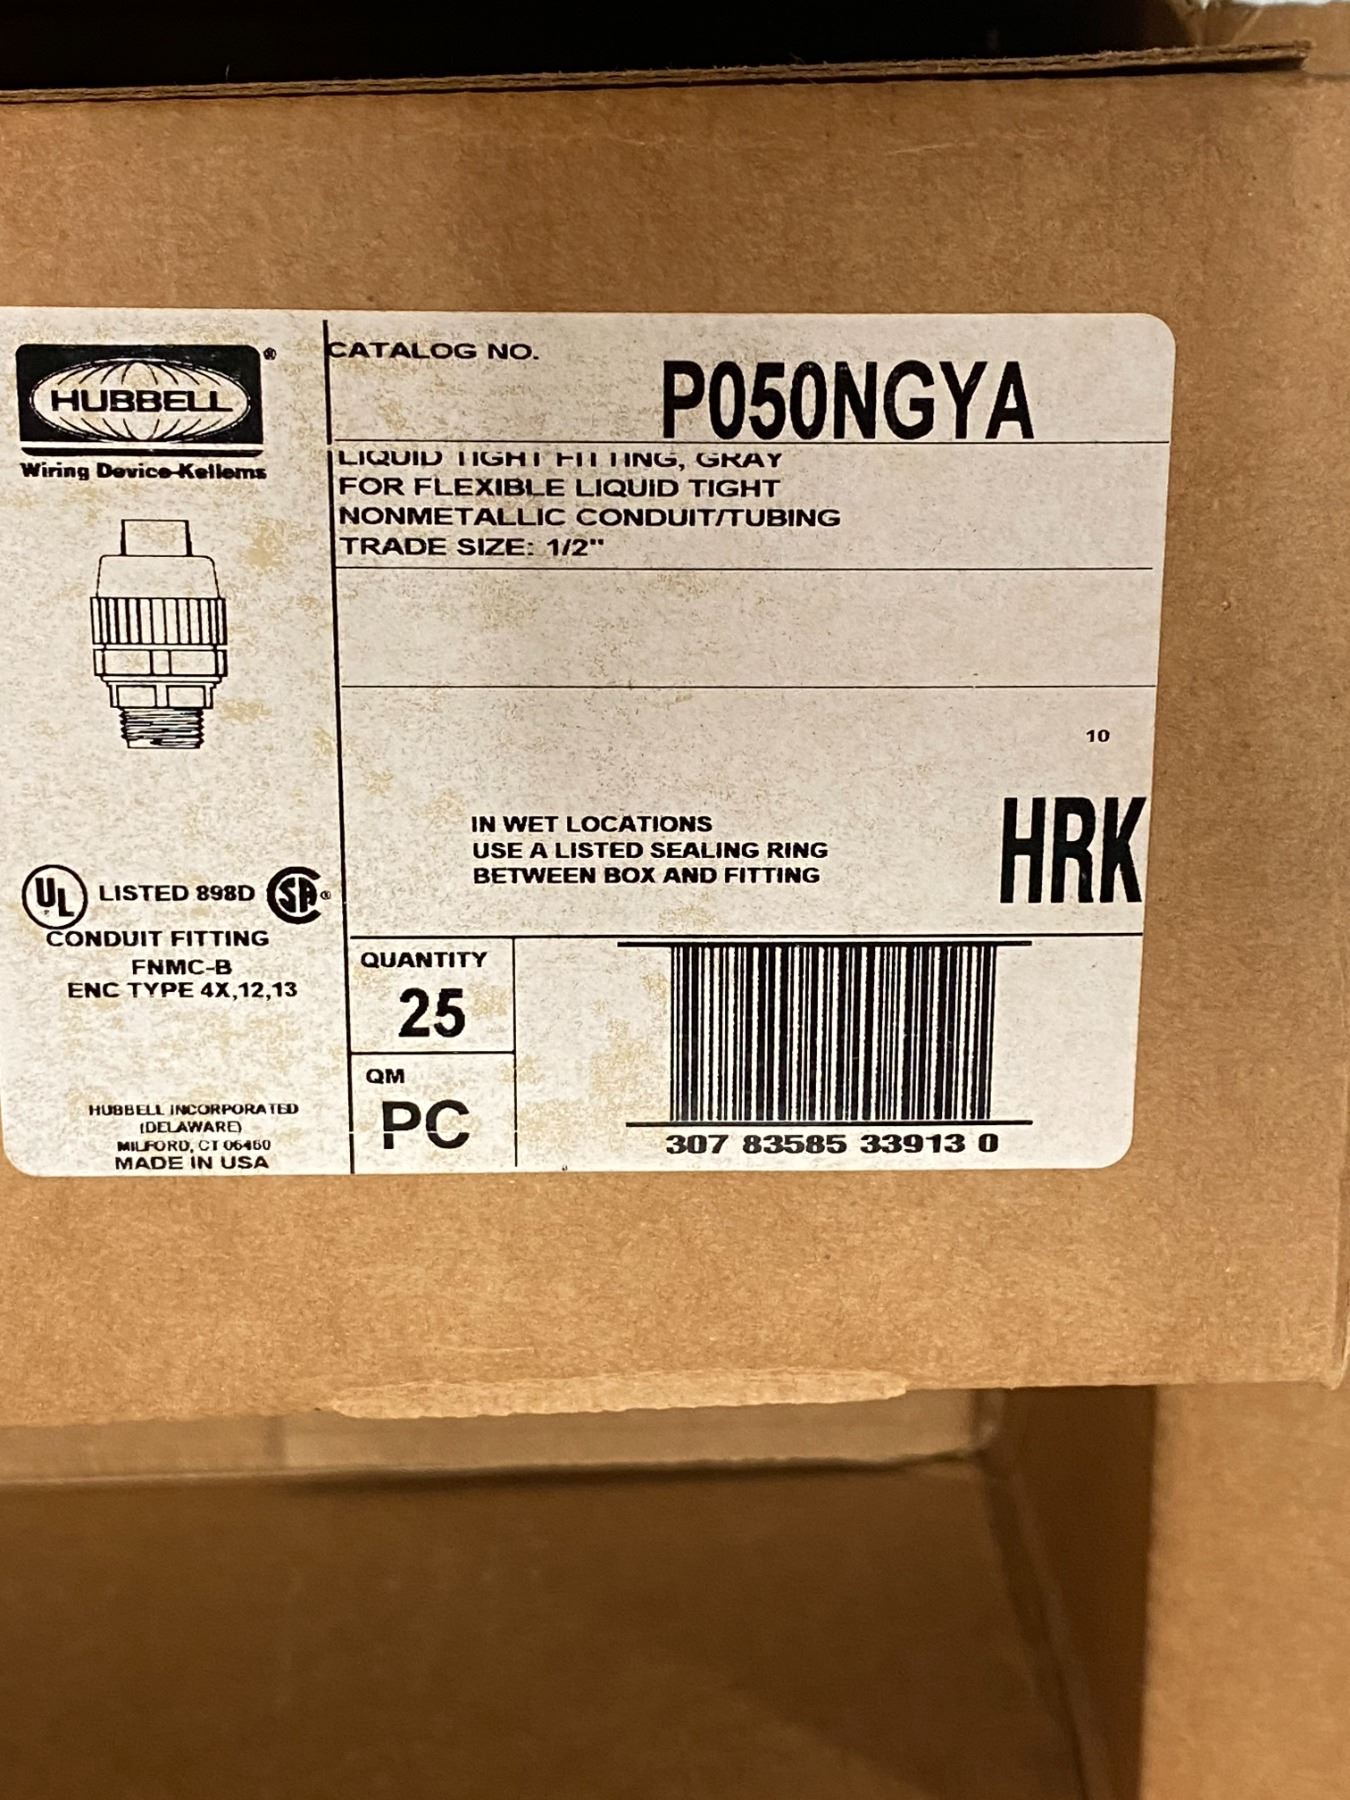 HUBBELL®
Wiring Device-Kellems
CATALOG NO.
P050NGYA
LIQUID TIGHT FITTING, GRAY
FOR FLEXIBLE LIQUID TIGHT
NONMETALLIC CONDUIT/TUBING
TRADE SIZE: 1/2"
10
IN WET LOCATIONS
USE A LISTED SEALING RING
BETWEEN BOX AND FITTING
HRK
UL LISTED 898D SA®
CONDUIT FITTING
FNMC-B
ENC TYPE 4X,12,13
HUBBELL INCORPORATED
(DELAWARE)
MILFORD, CT 06460
MADE IN USA
QUANTITY
25
QM
PC
307 83585 33913 0